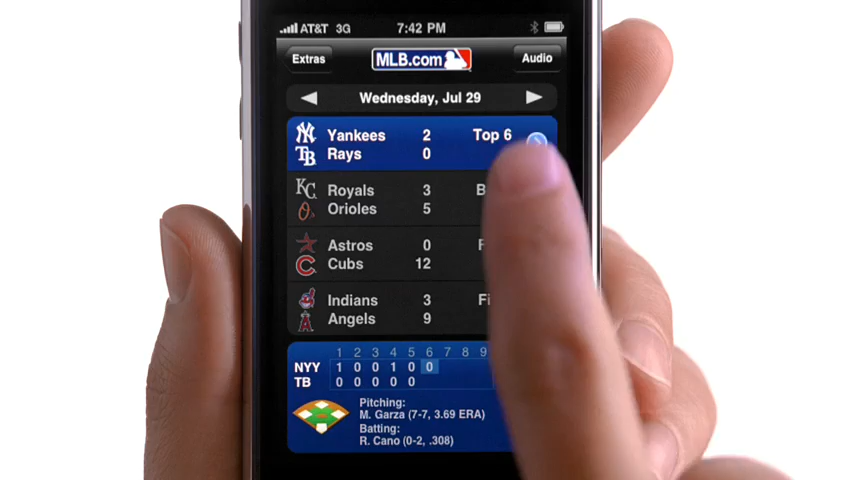 AT&T 3G 7:42 PM
Extras MLB.com Audio
Wednesday, Jul 29
Yankees 2 Top 6
Rays 0
Royals 3
Orioles 5
Astros 0
Cubs 12
Indians 3
Angels 9
1 2 3 4 5 6 7 8 9
NYY 1 0 0 1 0 0
TB 0 0 0 0 0
Pitching:
M. Garza (7-7, 3.69 ERA)
Batting:
R. Cano (0-2, .308)